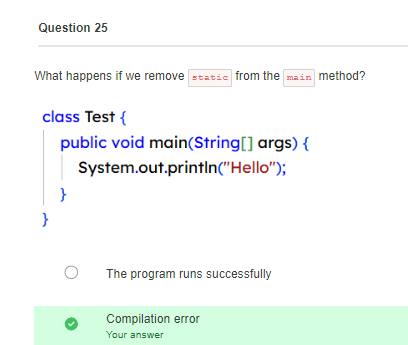 Question 25
What happens if we remove static from the main method?
class Test {
public void main(String[] args) {
System.out.println("Hello");
}
}
The program runs successfully
Compilation error
Your answer